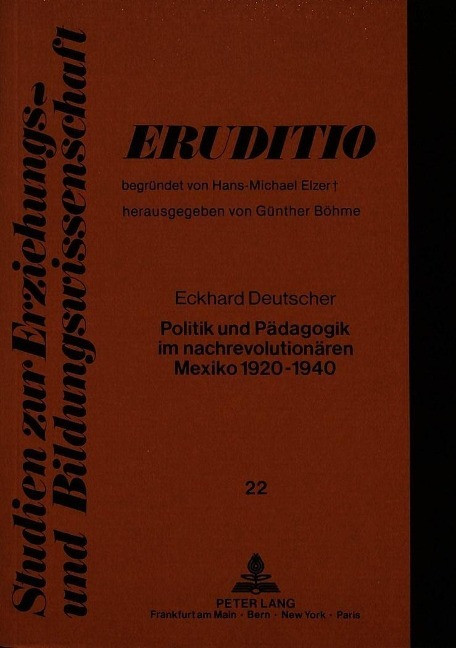 Studien zur Erziehungs-
und Bildungswissenschaft
ERUDITIO
begründet von Hans-Michael Elzer†
herausgegeben von Günther Böhme
Eckhard Deutscher
Politik und Pädagogik
im nachrevolutionären
Mexiko 1920-1940
22
PETER LANG
Frankfurt am Main · Bern · New York · Paris